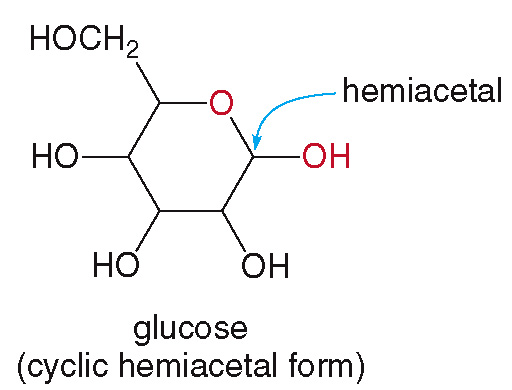 HOCH2
O
hemiacetal
HO
OH
HO
OH
glucose
(cyclic hemiacetal form)